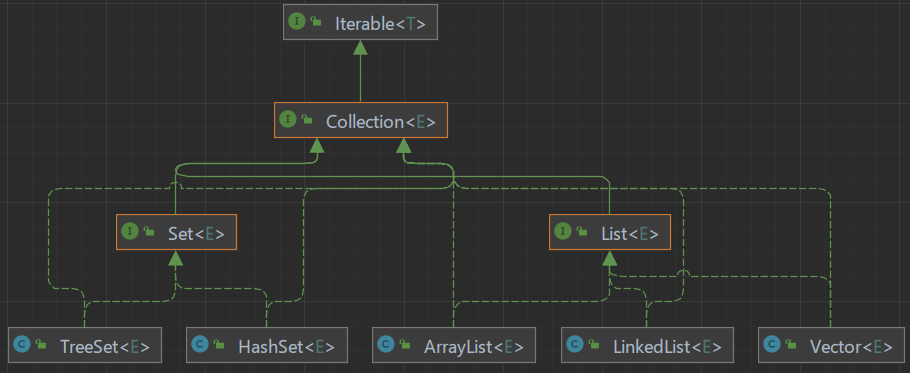 I Iterable<T>
I Collection<E>
I Set<E>
I List<E>
C TreeSet<E>
C HashSet<E>
C ArrayList<E>
C LinkedList<E>
C Vector<E>